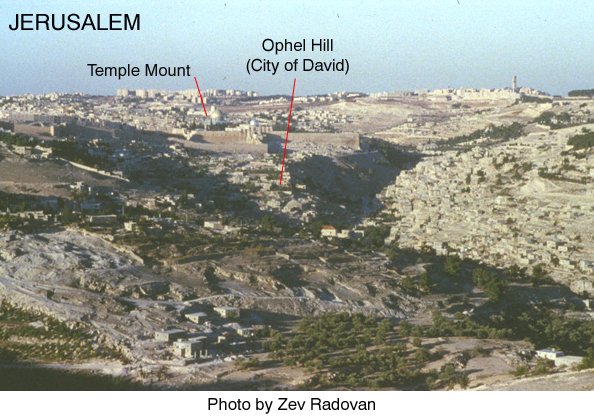 JERUSALEM
Ophel Hill
(City of David)
Temple Mount
Photo by Zev Radovan